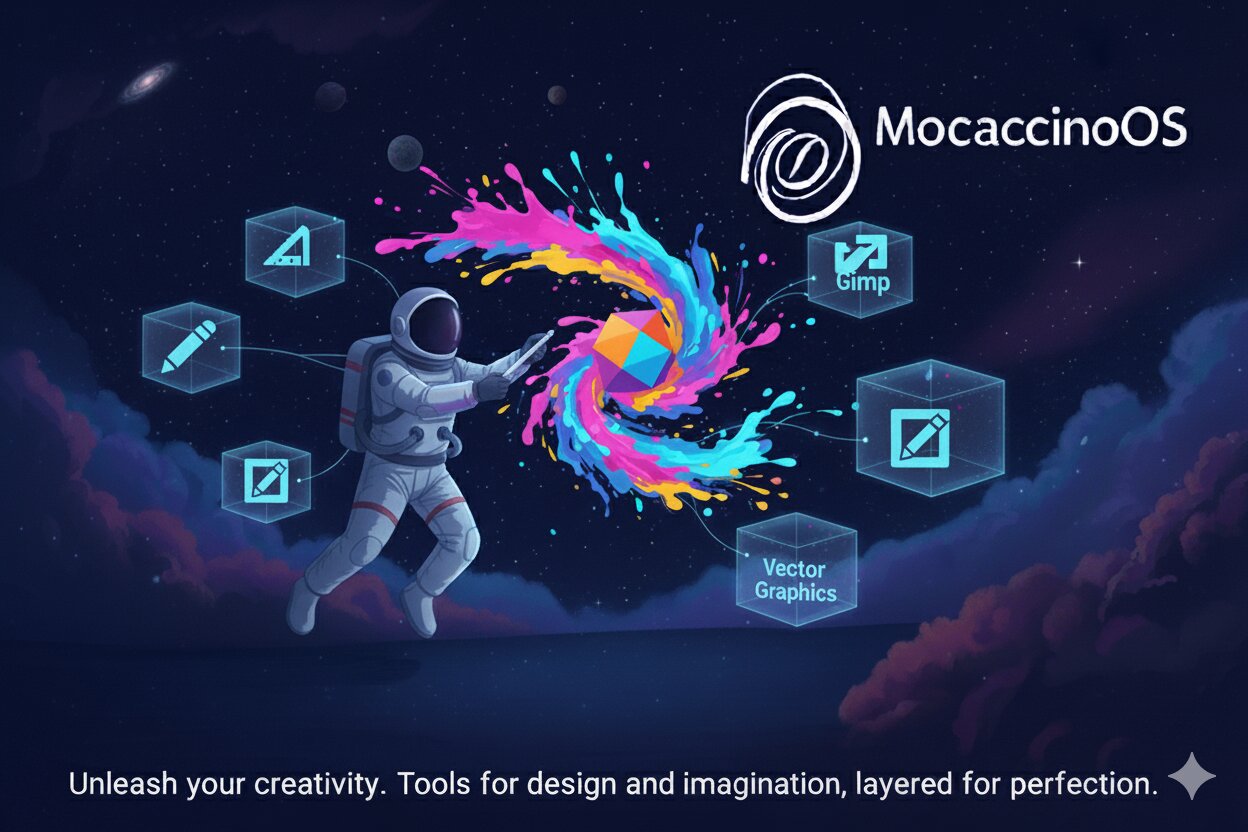 MocaccinoOS
Gimp
Vector
Graphics
Unleash your creativity. Tools for design and imagination, layered for perfection.